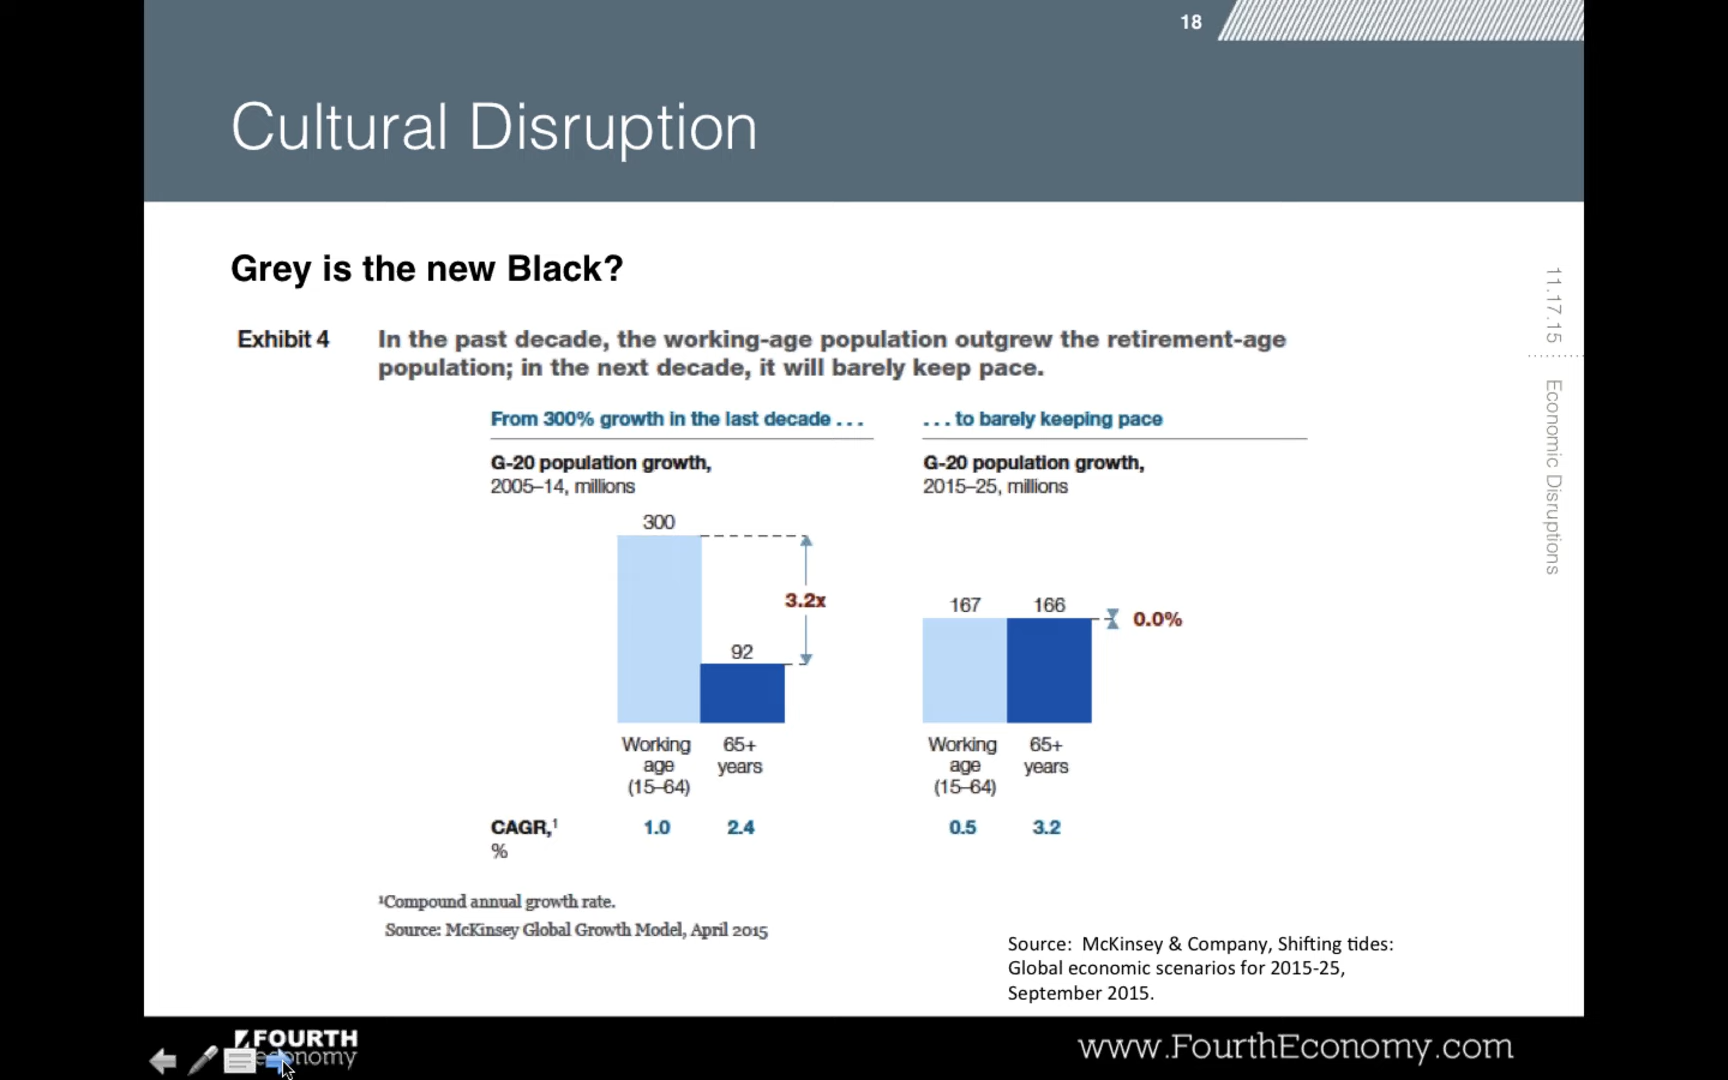 18
Cultural Disruption
Grey is the new Black?
Exhibit 4
In the past decade, the working-age population outgrew the retirement-age
population; in the next decade, it will barely keep pace.
From 300% growth in the last decade . . .
G-20 population growth,
2005–14, millions
300
92
3.2x
Working
age
(15–64)
65+
years
. . . to barely keeping pace
G-20 population growth,
2015–25, millions
167
166
0.0%
Working
age
(15–64)
65+
years
CAGR,¹
%
1.0
2.4
0.5
3.2
¹Compound annual growth rate.
Source: McKinsey Global Growth Model, April 2015
Source: McKinsey & Company, Shifting tides:
Global economic scenarios for 2015-25,
September 2015.
11.17.15
Economic Disruptions
FOURTH
economy
www.FourthEconomy.com